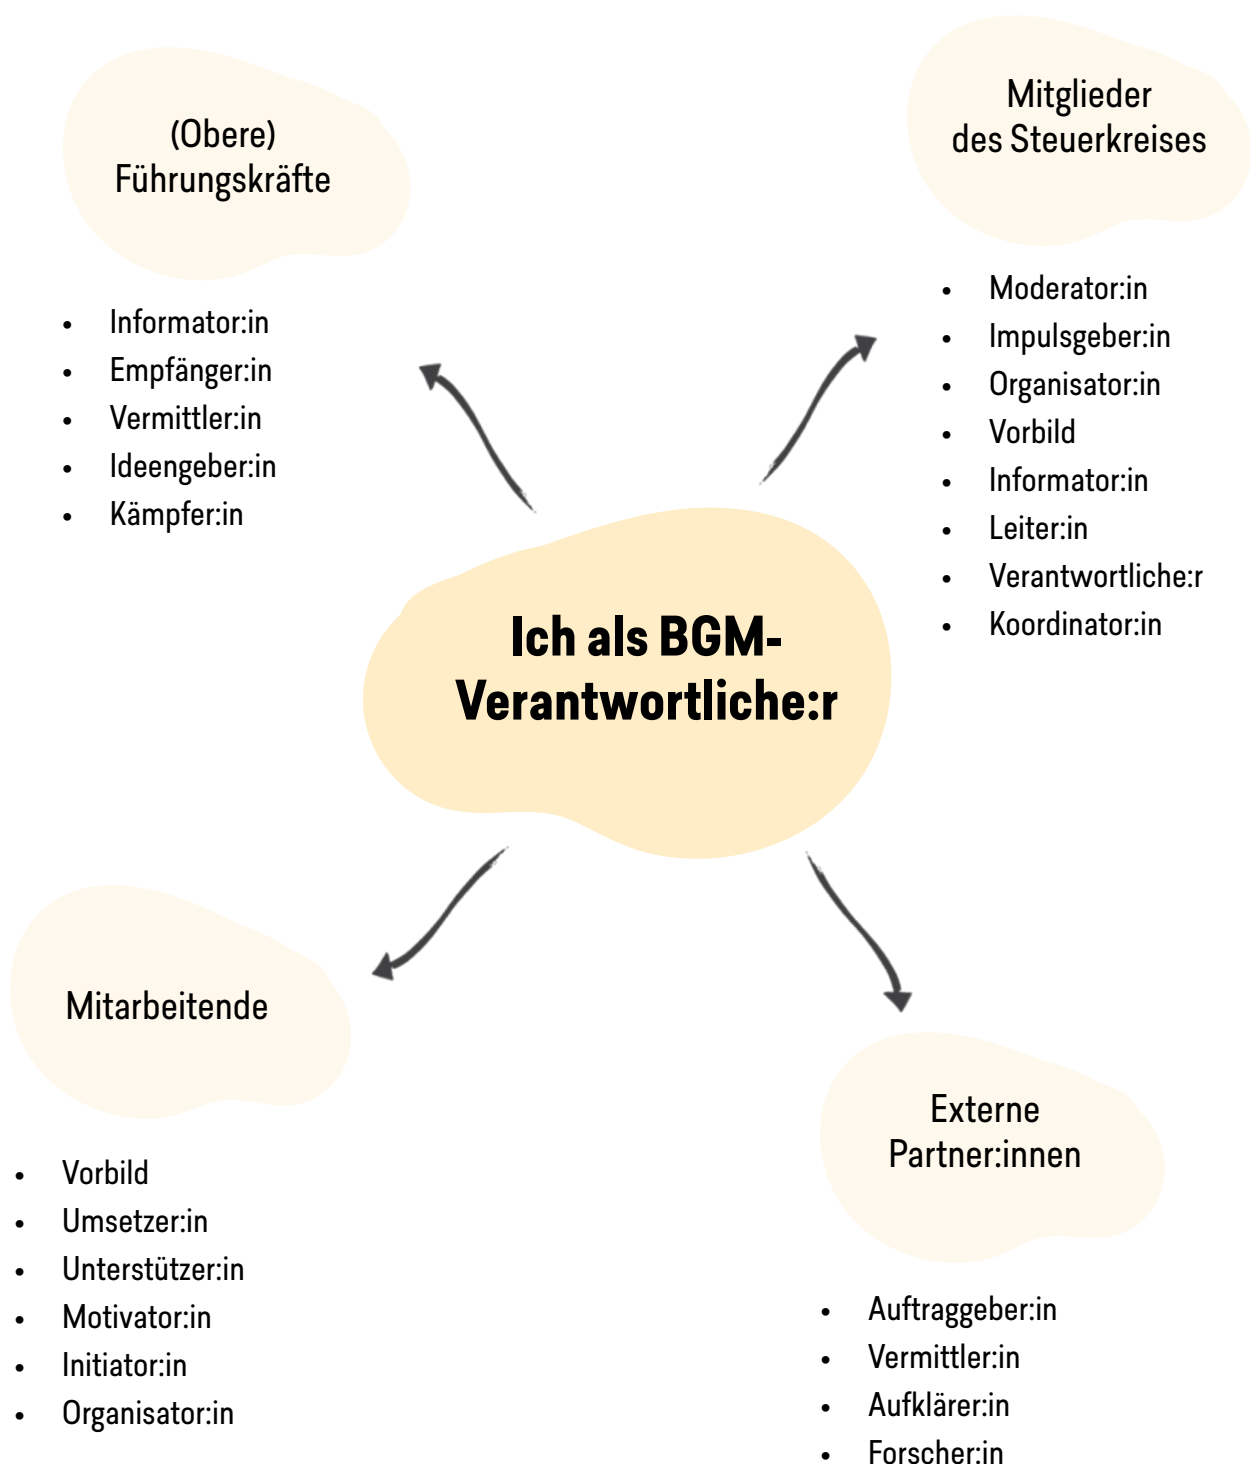 (Obere)
Führungskräfte
• Informator:in
• Empfänger:in
• Vermittler:in
• Ideengeber:in
• Kämpfer:in
Mitglieder
des Steuerkreises
• Moderator:in
• Impulsgeber:in
• Organisator:in
• Vorbild
• Informator:in
• Leiter:in
• Verantwortliche:r
• Koordinator:in
Ich als BGM-
Verantwortliche:r
Mitarbeitende
• Vorbild
• Umsetzer:in
• Unterstützer:in
• Motivator:in
• Initiator:in
• Organisator:in
Externe
Partner:innen
• Auftraggeber:in
• Vermittler:in
• Aufklärer:in
• Forscher:in